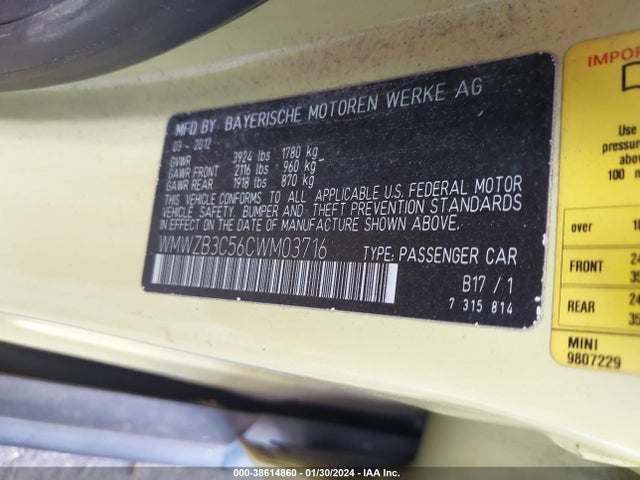 MFD BY BAYERISCHE MOTOREN WERKE AG
03-2012
GVWR 3924 lbs 1780 kg
GAWR FRONT 2116 lbs 960 kg
GAWR REAR 1918 lbs 870 kg
THIS VEHICLE CONFORMS TO ALL APPLICABLE U.S. FEDERAL MOTOR
VEHICLE SAFETY, BUMPER AND THEFT PREVENTION STANDARDS
IN EFFECT ON THE DATE OF MANUFACTURE SHOWN ABOVE.
WMWZB3C56CWM03716 TYPE: PASSENGER CAR
B17 / 1
7 315 814
Use
pressure
above
100 m
over
FRONT
REAR
MINI
9807229
000-38614860 - 01/30/2024 - IAA Inc.